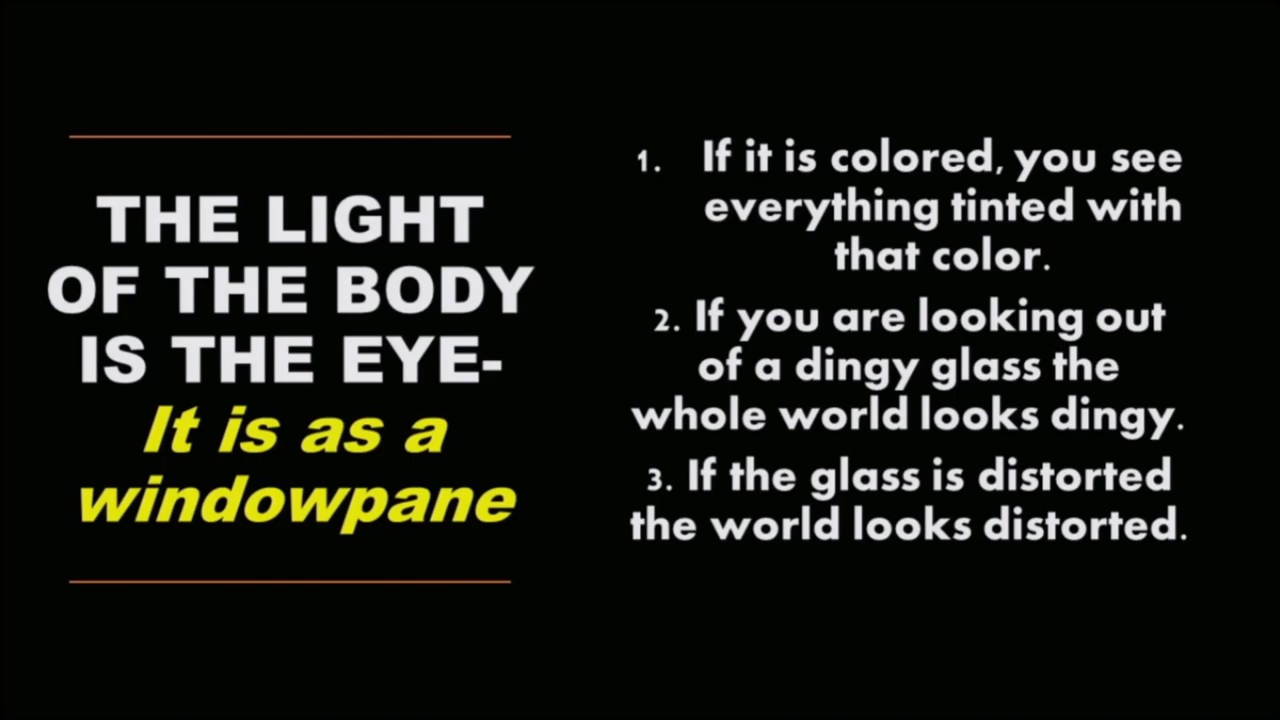 THE LIGHT
OF THE BODY
IS THE EYE-
It is as a
windowpane
1. If it is colored, you see
everything tinted with
that color.
2. If you are looking out
of a dingy glass the
whole world looks dingy.
3. If the glass is distorted
the world looks distorted.